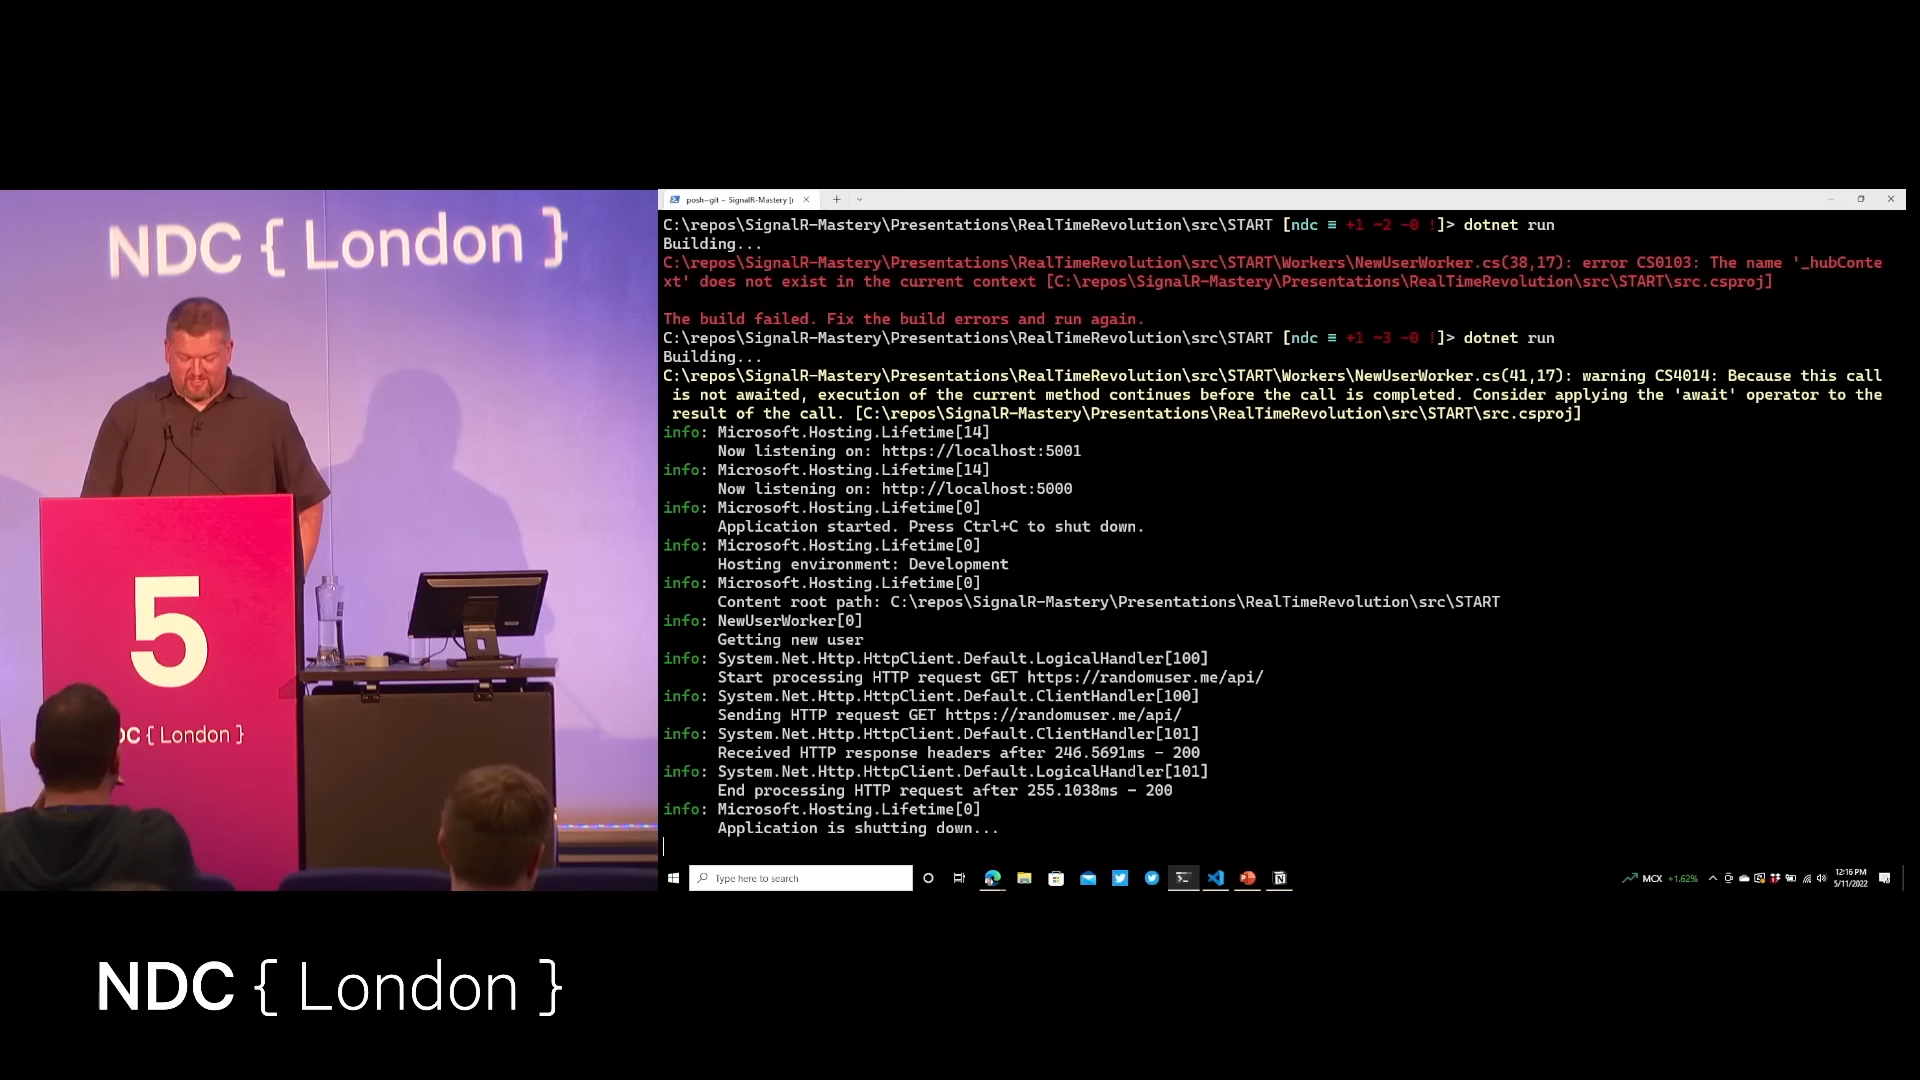 NDC { London }
5
DC { London }
NDC { London }
posh~git ~ SignalR-Mastery [
C:\repos\SignalR-Mastery\Presentations\RealTimeRevolution\src\START [ndc ≡ +1 ~2 -0 !]> dotnet run
Building...
C:\repos\SignalR-Mastery\Presentations\RealTimeRevolution\src\START\Workers\NewUserWorker.cs(38,17): error CS0103: The name '_hubConte
xt' does not exist in the current context [C:\repos\SignalR-Mastery\Presentations\RealTimeRevolution\src\START\src.csproj]
The build failed. Fix the build errors and run again.
C:\repos\SignalR-Mastery\Presentations\RealTimeRevolution\src\START [ndc ≡ +1 ~3 -0 !]> dotnet run
Building...
C:\repos\SignalR-Mastery\Presentations\RealTimeRevolution\src\START\Workers\NewUserWorker.cs(41,17): warning CS4014: Because this call
is not awaited, execution of the current method continues before the call is completed. Consider applying the 'await' operator to the
result of the call. [C:\repos\SignalR-Mastery\Presentations\RealTimeRevolution\src\START\src.csproj]
info: Microsoft.Hosting.Lifetime[14]
Now listening on: https://localhost:5001
info: Microsoft.Hosting.Lifetime[14]
Now listening on: http://localhost:5000
info: Microsoft.Hosting.Lifetime[0]
Application started. Press Ctrl+C to shut down.
info: Microsoft.Hosting.Lifetime[0]
Hosting environment: Development
info: Microsoft.Hosting.Lifetime[0]
Content root path: C:\repos\SignalR-Mastery\Presentations\RealTimeRevolution\src\START
info: NewUserWorker[0]
Getting new user
info: System.Net.Http.HttpClient.Default.LogicalHandler[100]
Start processing HTTP request GET https://randomuser.me/api/
info: System.Net.Http.HttpClient.Default.ClientHandler[100]
Sending HTTP request GET https://randomuser.me/api/
info: System.Net.Http.HttpClient.Default.ClientHandler[101]
Received HTTP response headers after 246.5691ms - 200
info: System.Net.Http.HttpClient.Default.LogicalHandler[101]
End processing HTTP request after 255.1038ms - 200
info: Microsoft.Hosting.Lifetime[0]
Application is shutting down...
Type here to search
MCX +1.62%
12:16 PM
5/11/2022